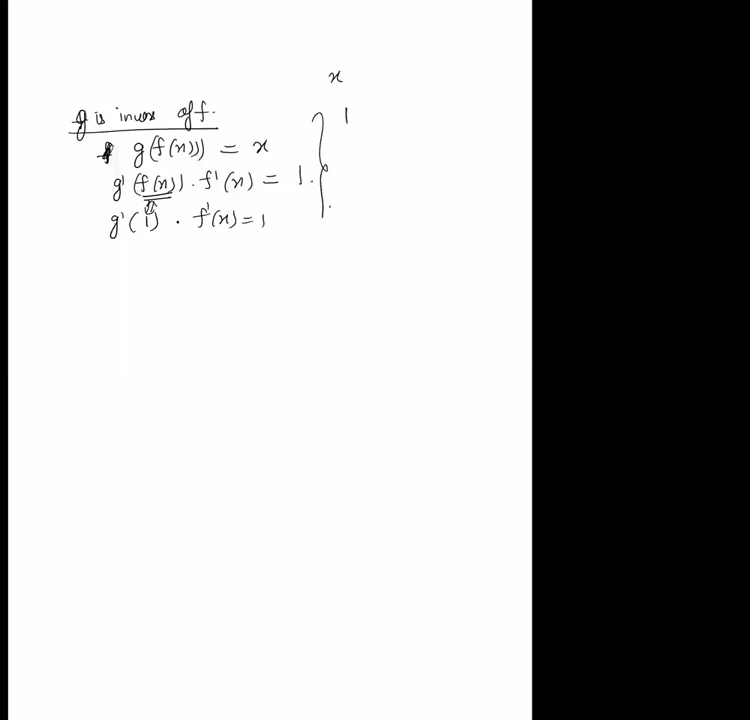 x
g is inverse of f.
g(f(x)) = x
1
g'(f(x)) . f'(x) = 1.
g'(1) . f'(x) = 1